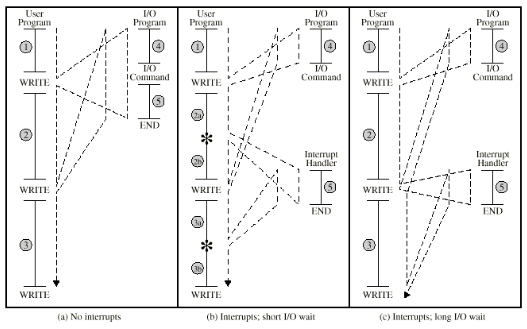 User
Program
I/O
Program
1
4
I/O
Command
WRITE
5
END
2
WRITE
3
WRITE
(a) No interrupts
User
Program
I/O
Program
1
4
I/O
Command
WRITE
2a
*
2b
Interrupt
Handler
5
END
WRITE
3a
*
3b
WRITE
(b) Interrupts; short I/O wait
User
Program
I/O
Program
1
4
I/O
Command
WRITE
2
Interrupt
Handler
5
WRITE
END
3
WRITE
(c) Interrupts; long I/O wait